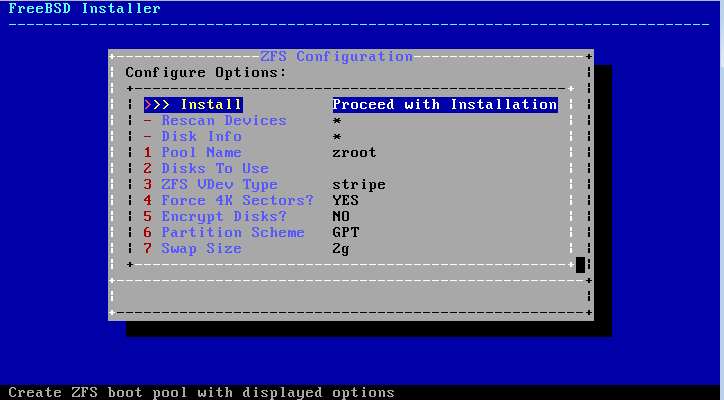 FreeBSD Installer
ZFS Configuration
Configure Options:
>>> Install Proceed with Installation
- Rescan Devices *
- Disk Info *
1 Pool Name zroot
2 Disks To Use
3 ZFS VDev Type stripe
4 Force 4K Sectors? YES
5 Encrypt Disks? NO
6 Partition Scheme GPT
7 Swap Size 2g
Create ZFS boot pool with displayed options